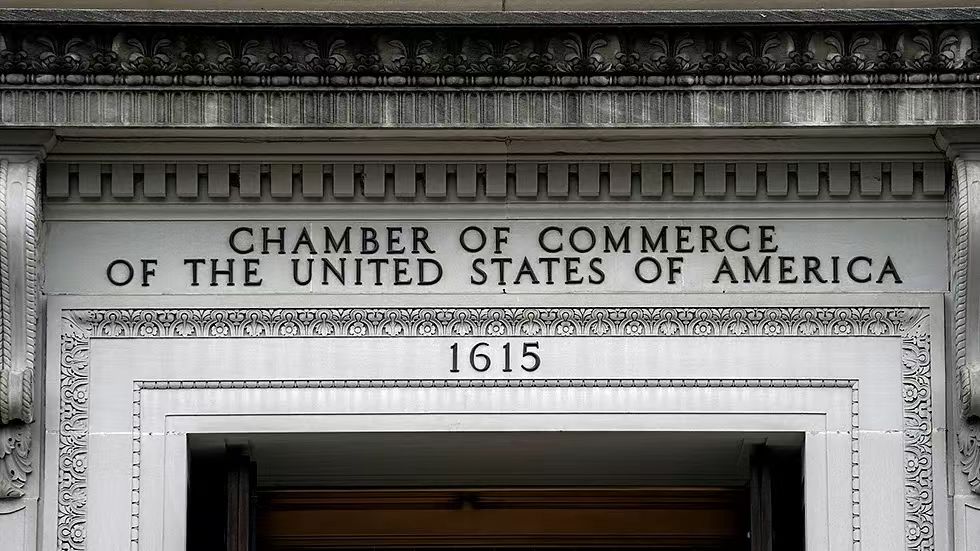 CHAMBER OF COMMERCE
OF THE UNITED STATES OF AMERICA
1615